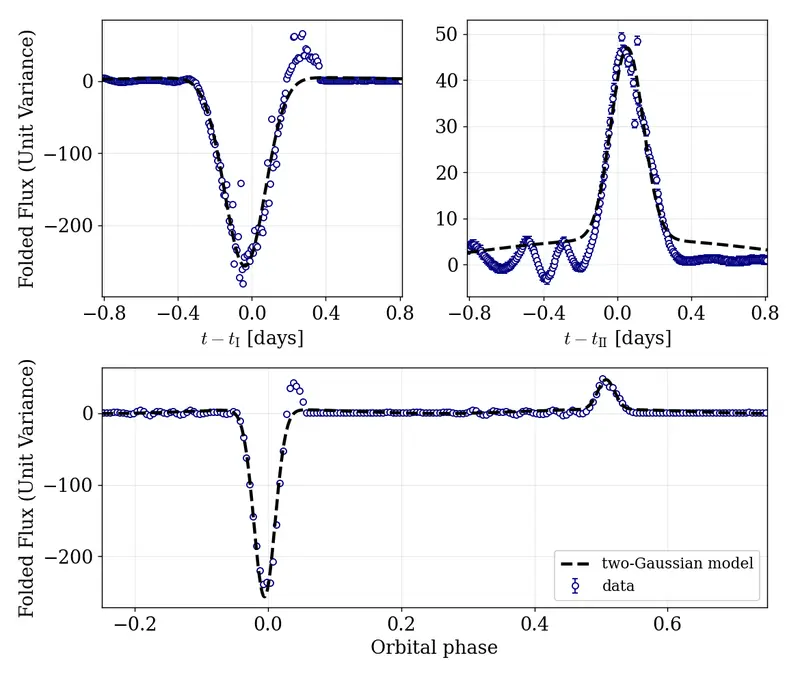 Folded Flux (Unit Variance)
0
−100
−200
−0.8 −0.4 0.0 0.4 0.8
t − tI [days]
50
40
30
20
10
0
−0.8 −0.4 0.0 0.4 0.8
t − tII [days]
Folded Flux (Unit Variance)
0
−100
−200
two-Gaussian model
data
−0.2 0.0 0.2 0.4 0.6
Orbital phase